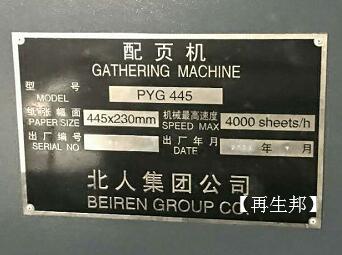 配页机
GATHERING MACHINE
型 号 PYG 445
MODEL
纸张幅面 445x230mm 机械最高速度 4000 sheets/h
PAPER SIZE SPEED MAX
出厂编号 出厂年月 年 月
SERIAL NO DATE
北人集团公司
BEIREN GROUP CO.
【再生邦】